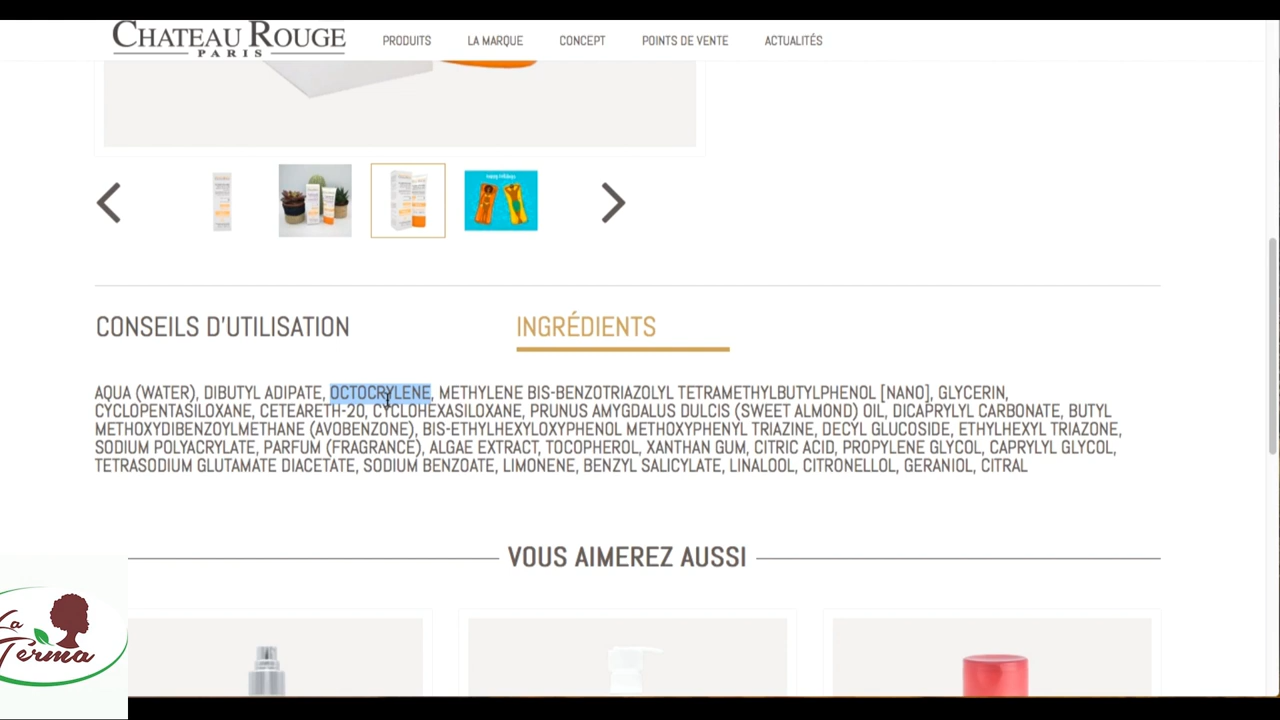 CHATEAU ROUGE
PARIS
PRODUITS
LA MARQUE
CONCEPT
POINTS DE VENTE
ACTUALITÉS
CONSEILS D'UTILISATION
INGRÉDIENTS
AQUA (WATER), DIBUTYL ADIPATE, OCTOCRYLENE, METHYLENE BIS-BENZOTRIAZOLYL TETRAMETHYLBUTYLPHENOL [NANO], GLYCERIN,
CYCLOPENTASILOXANE, CETEARETH-20, CYCLOHEXASILOXANE, PRUNUS AMYGDALUS DULCIS (SWEET ALMOND) OIL, DICAPRYLYL CARBONATE, BUTYL
METHOXYDIBENZOYLMETHANE (AVOBENZONE), BIS-ETHYLHEXYLOXYPHENOL METHOXYPHENYL TRIAZINE, DECYL GLUCOSIDE, ETHYLHEXYL TRIAZONE,
SODIUM POLYACRYLATE, PARFUM (FRAGRANCE), ALGAE EXTRACT, TOCOPHEROL, XANTHAN GUM, CITRIC ACID, PROPYLENE GLYCOL, CAPRYLYL GLYCOL,
TETRASODIUM GLUTAMATE DIACETATE, SODIUM BENZOATE, LIMONENE, BENZYL SALICYLATE, LINALOOL, CITRONELLOL, GERANIOL, CITRAL
VOUS AIMEREZ AUSSI
La
Terma